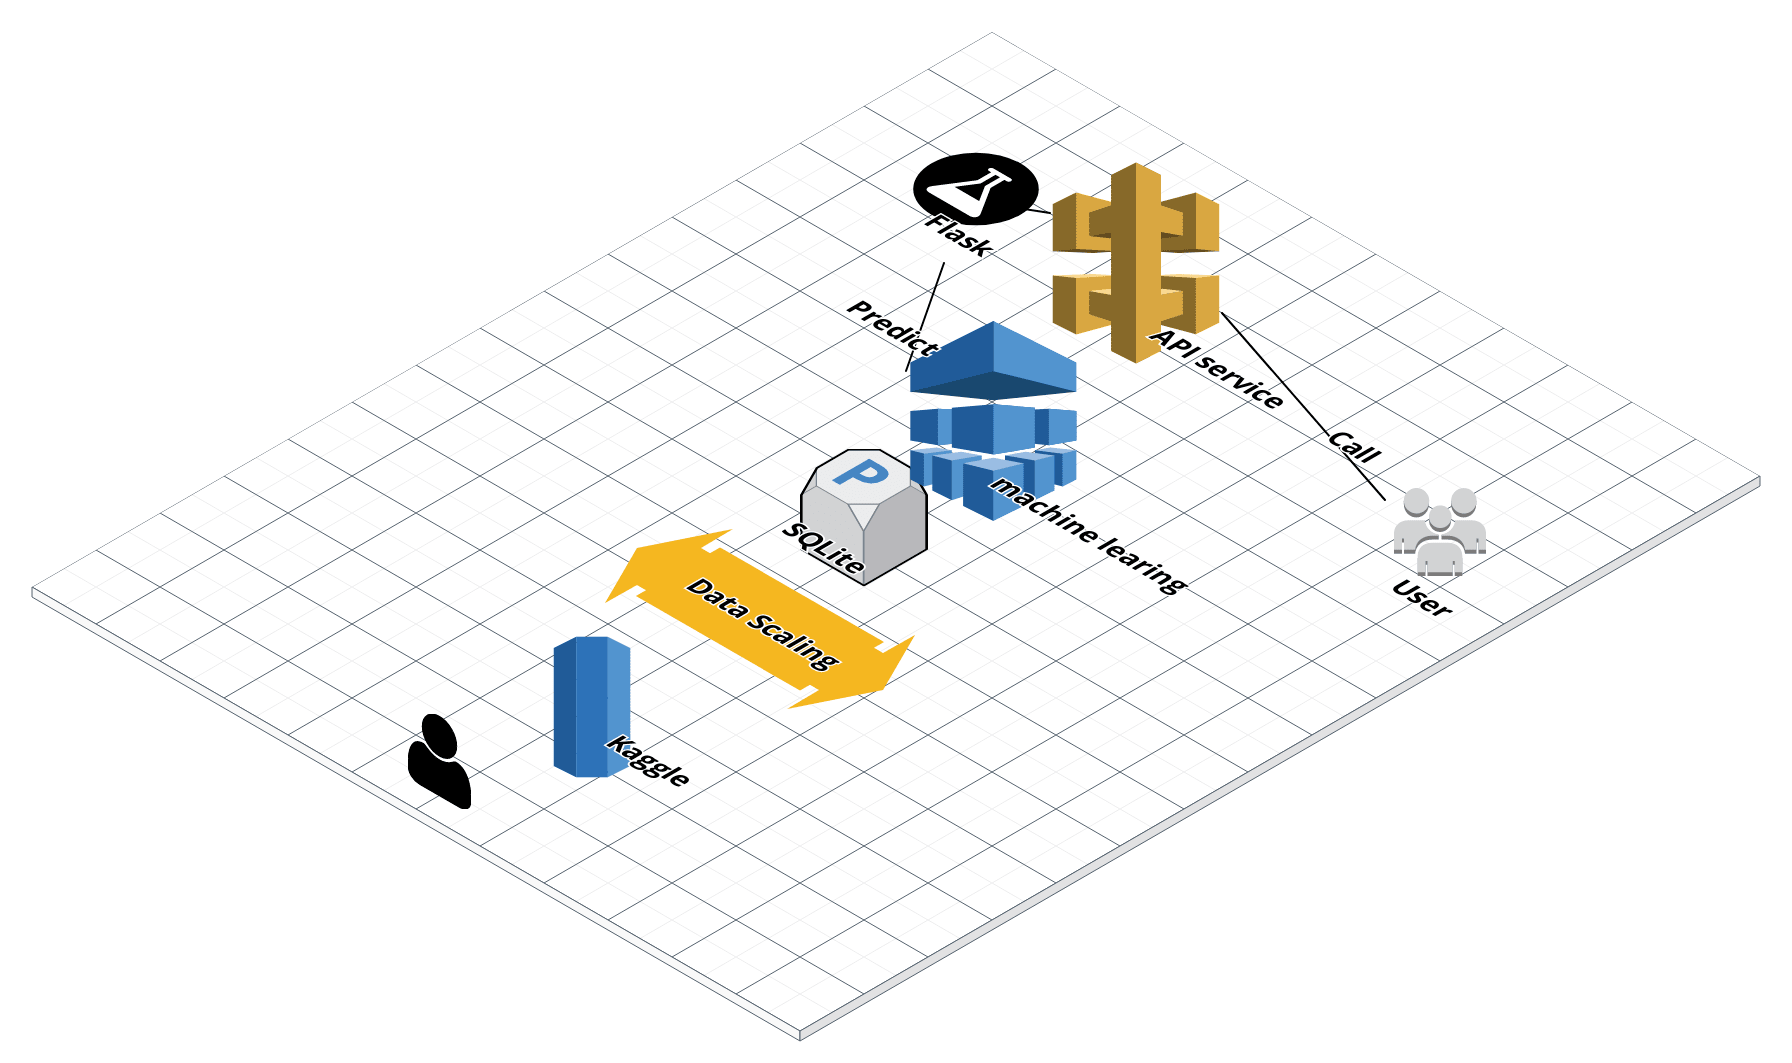 Flask
Predict
API service
Call
P
machine learing
SQLite
User
Data Scaling
Kaggle